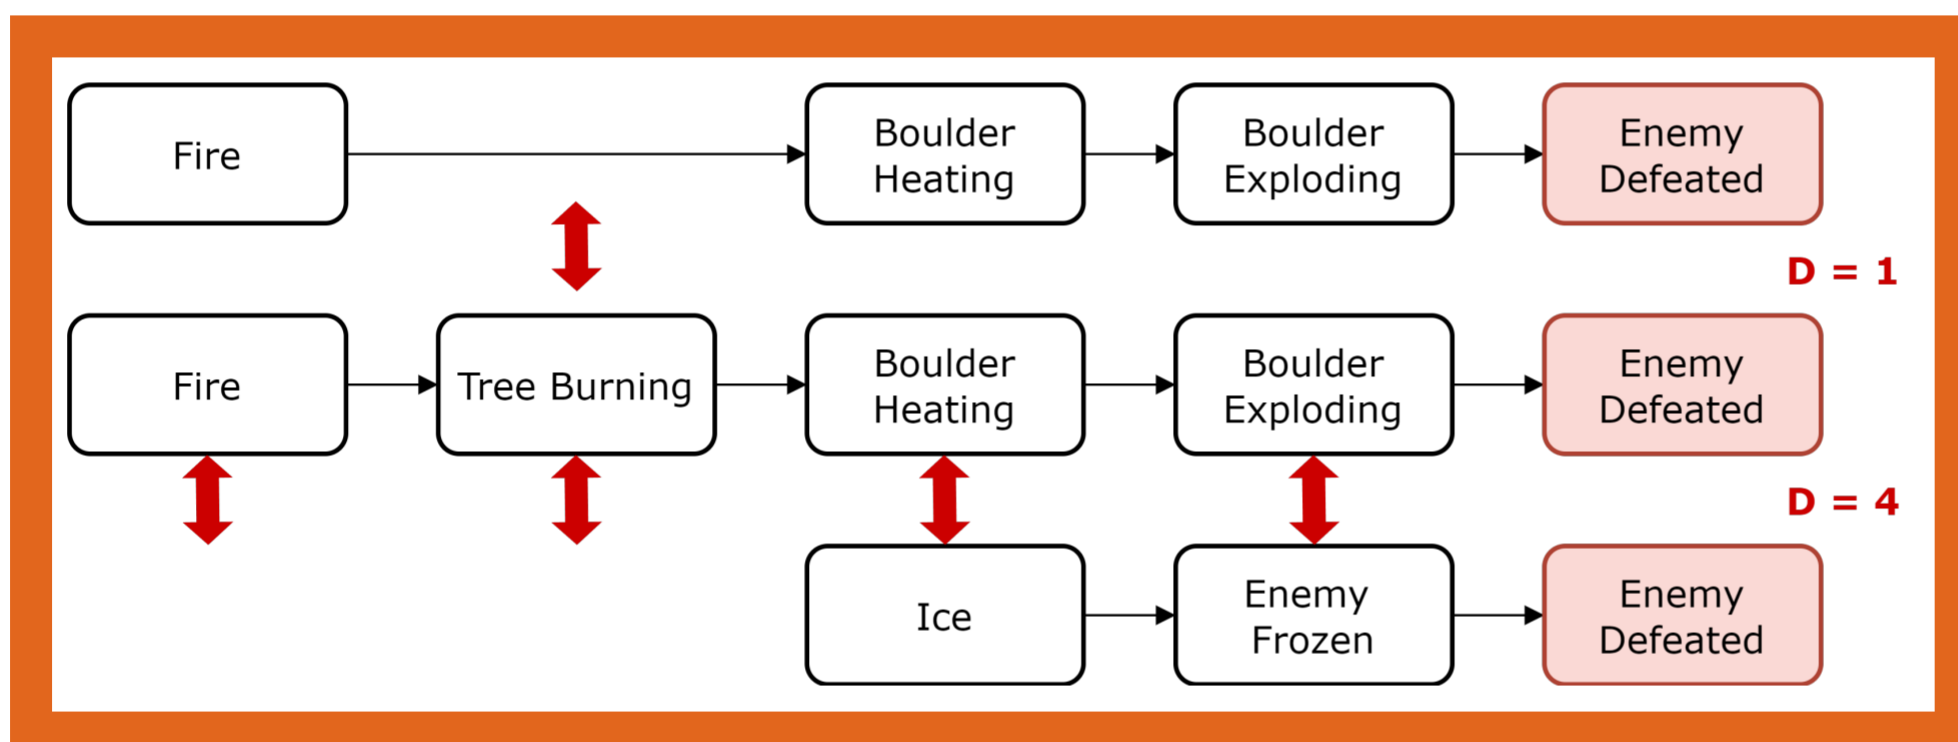 Fire
Boulder
Heating
Boulder
Exploding
Enemy
Defeated
D = 1
Fire
Tree Burning
Boulder
Heating
Boulder
Exploding
Enemy
Defeated
D = 4
Ice
Enemy
Frozen
Enemy
Defeated